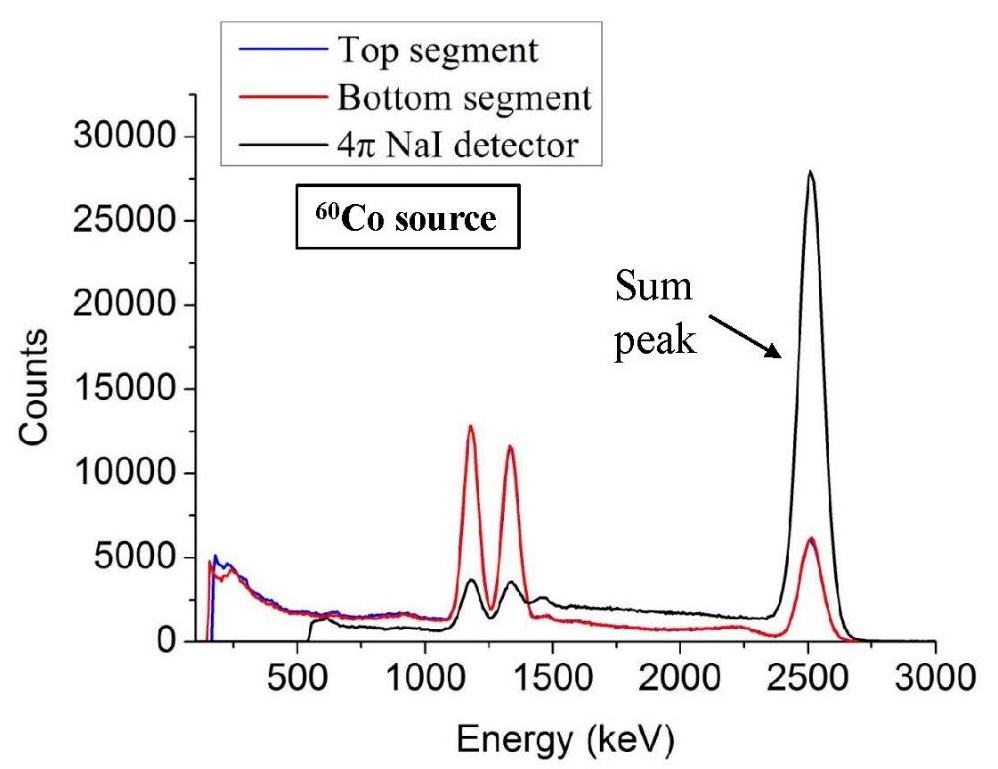 Top segment
Bottom segment
4π NaI detector
⁶⁰Co source
Sum
peak
Counts
30000
25000
20000
15000
10000
5000
0
500
1000
1500
2000
2500
3000
Energy (keV)